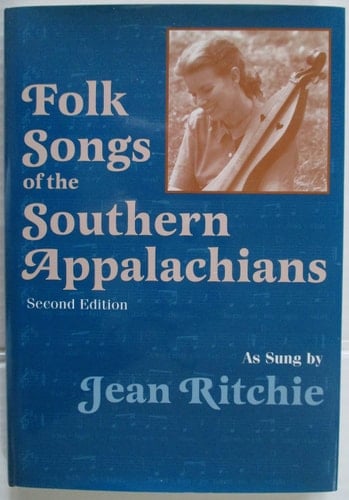 Folk
Songs
of the
Southern
Appalachians
Second Edition
As Sung by
Jean Ritchie